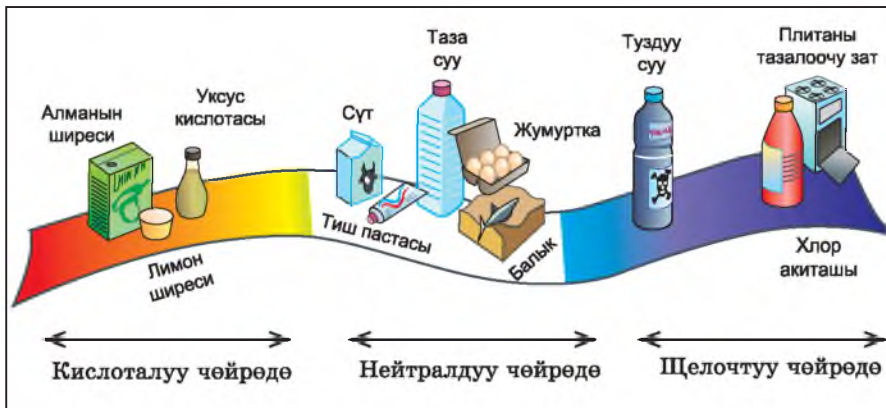 Алманын
ширеси
Уксус
кислотасы
Лимон
ширеси
Сүт
Тиш пастасы
Таза
суу
Жумуртка
Балык
Туздуу
суу
Плитаны
тазалоочу зат
Хлор
акиташы
Кислоталуу чөйрөдө
Нейтралдуу чөйрөдө
Щелочтуу чөйрөдө